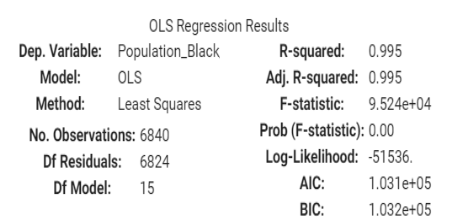 OLS Regression Results
Dep. Variable: Population_Black R-squared: 0.995
Model: OLS Adj. R-squared: 0.995
Method: Least Squares F-statistic: 9.524e+04
No. Observations: 6840 Prob (F-statistic): 0.00
Df Residuals: 6824 Log-Likelihood: -51536.
Df Model: 15 AIC: 1.031e+05
BIC: 1.032e+05